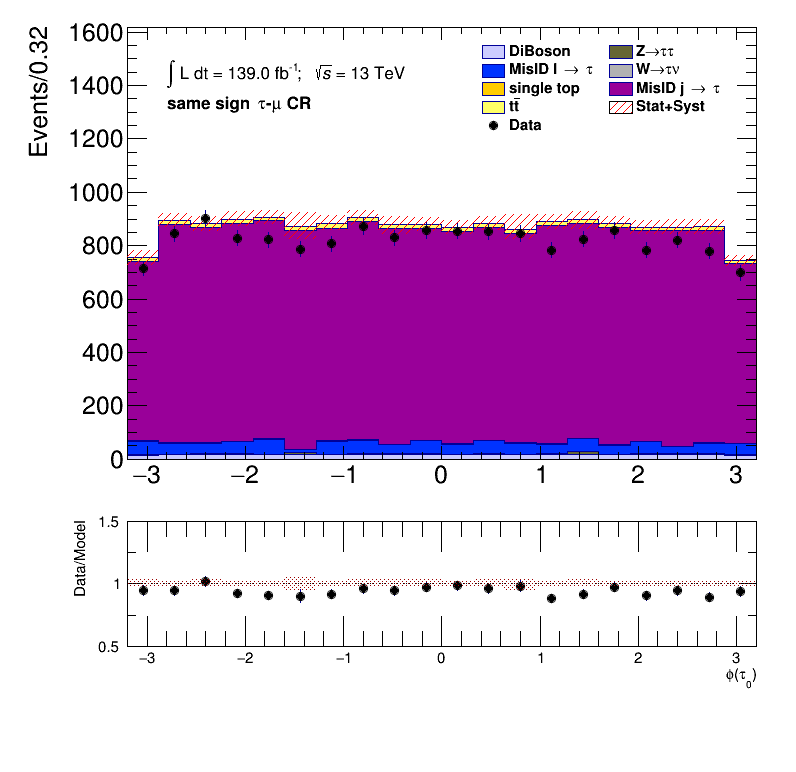 Events/0.32
1600
1400
1200
1000
800
600
400
200
0
∫ L dt = 139.0 fb⁻¹; √s = 13 TeV
same sign τ-μ CR
DiBoson
MisID l → τ
single top
tt̄
Data
Z→ττ
W→τν
MisID j → τ
Stat+Syst
−3 −2 −1 0 1 2 3
Data/Model
1.5
1
0.5
−3 −2 −1 0 1 2 3
ϕ(τ₀)